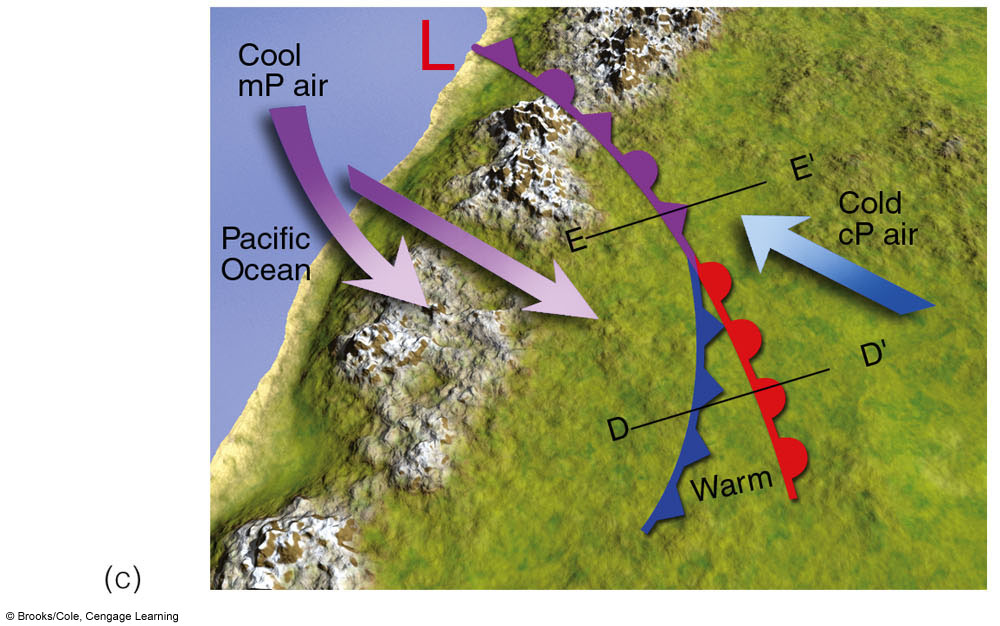 Cool
mP air
L
E'
Cold
cP air
Pacific
Ocean
E
D'
D
Warm
(c)
© Brooks/Cole, Cengage Learning